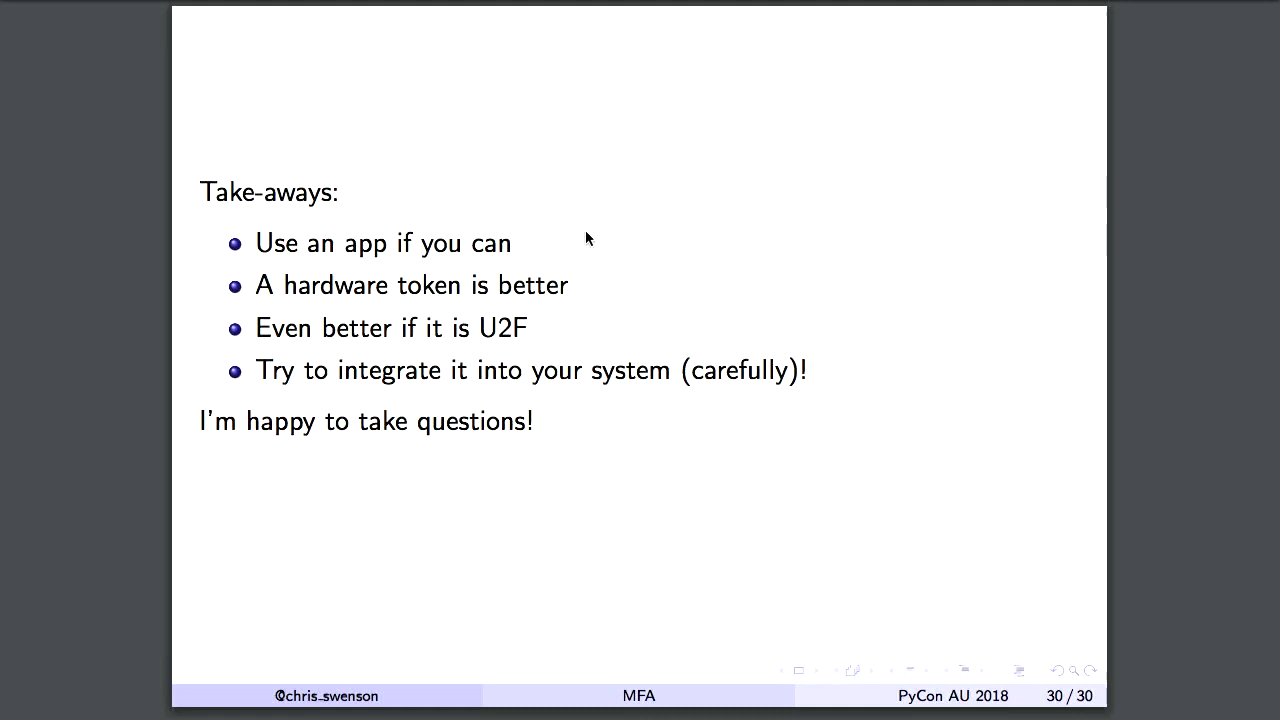 Take-aways:
Use an app if you can
A hardware token is better
Even better if it is U2F
Try to integrate it into your system (carefully)!
I'm happy to take questions!
@chris_swenson MFA PyCon AU 2018 30 / 30